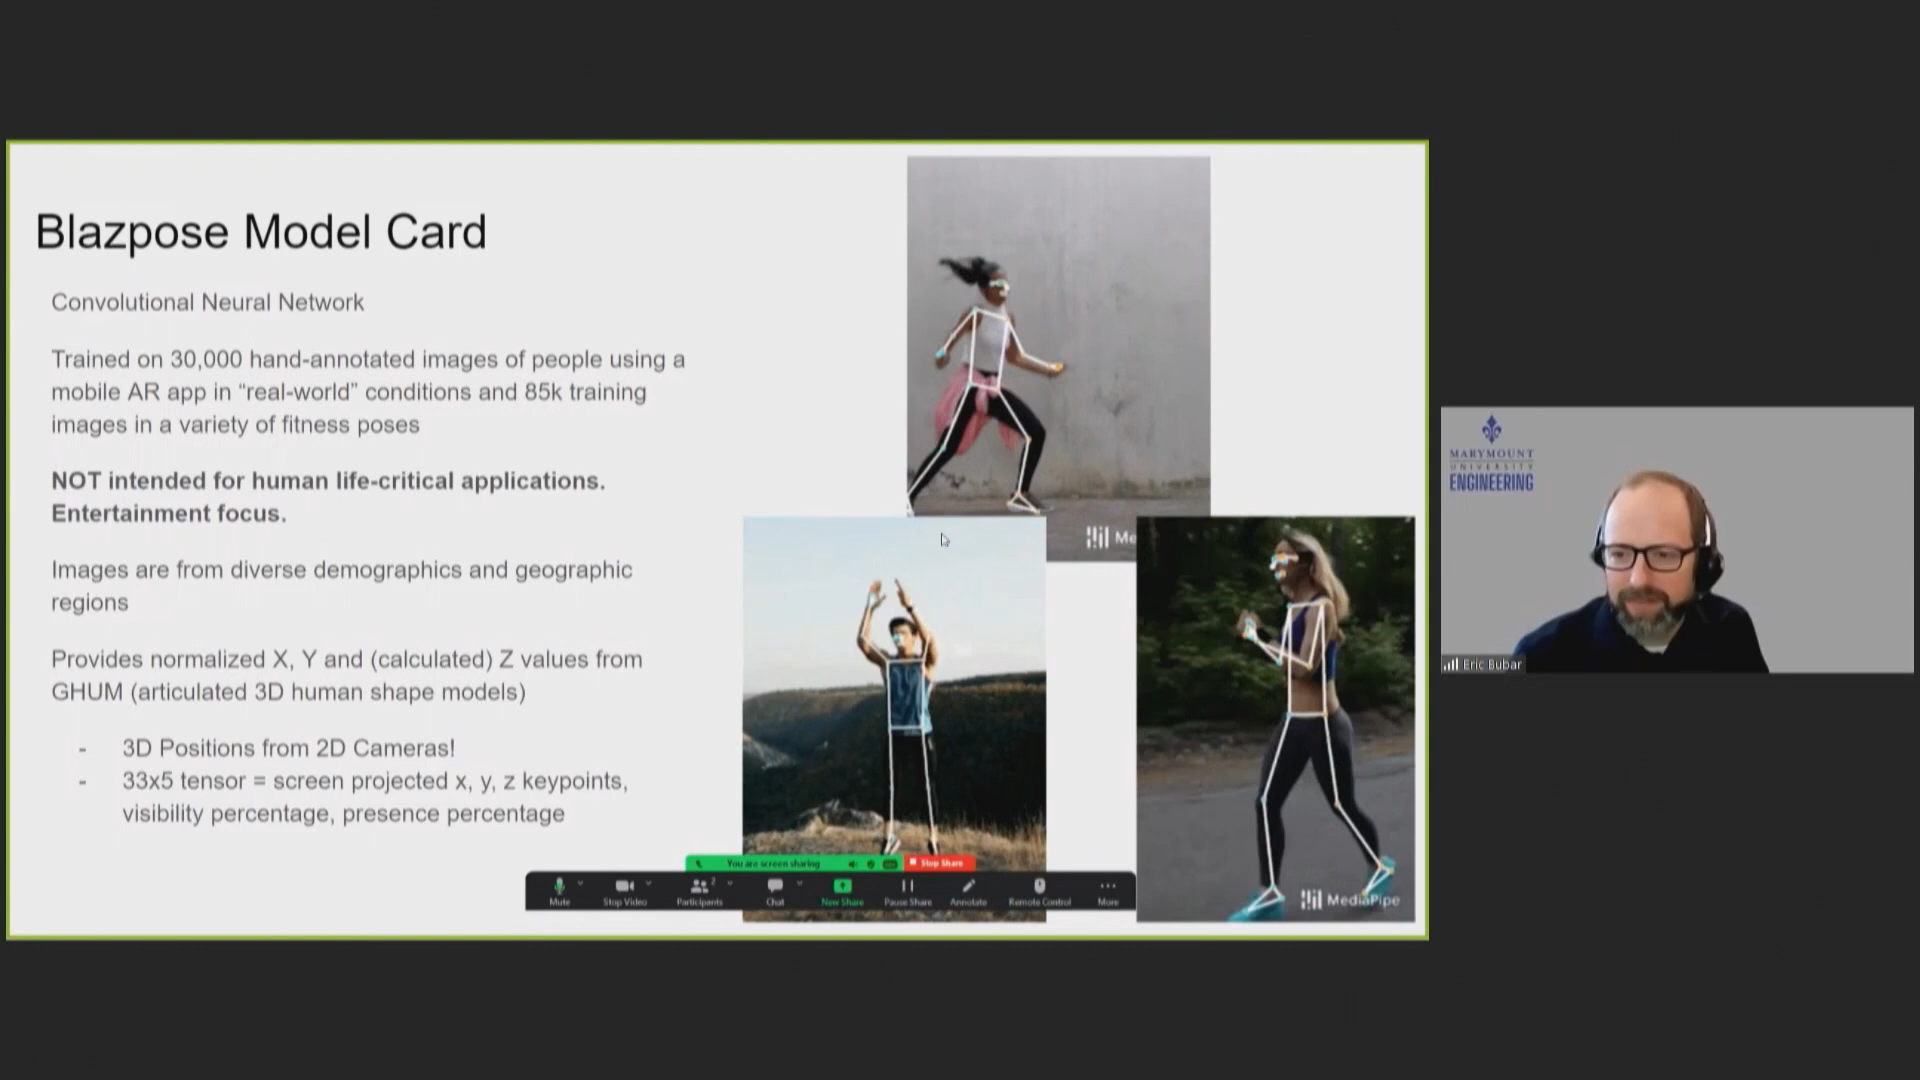 Blazpose Model Card
Convolutional Neural Network
Trained on 30,000 hand-annotated images of people using a
mobile AR app in “real-world” conditions and 85k training
images in a variety of fitness poses
NOT intended for human life-critical applications.
Entertainment focus.
Images are from diverse demographics and geographic
regions
Provides normalized X, Y and (calculated) Z values from
GHUM (articulated 3D human shape models)
- 3D Positions from 2D Cameras!
- 33x5 tensor = screen projected x, y, z keypoints,
visibility percentage, presence percentage
Me
MediaPipe
You are screen sharing
Stop Share
Mute
Stop Video
Participants
2
Chat
New Share
Pause Share
Annotate
Remote Control
More
MARYMOUNT
UNIVERSITY
ENGINEERING
Eric Bubar